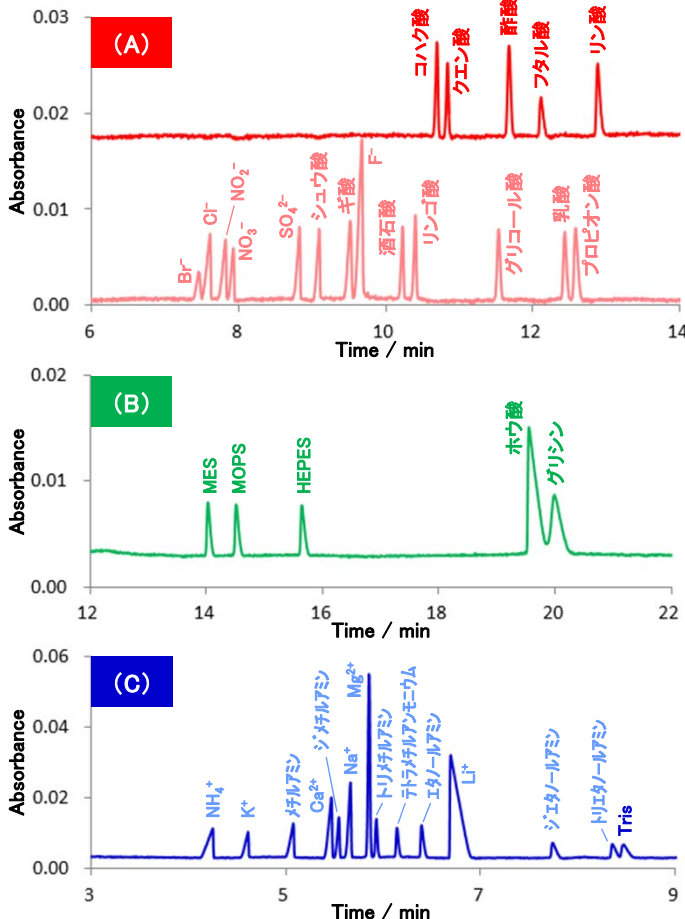 0.03
(A)
コハク酸
クエン酸
酢酸
フタル酸
リン酸
0.02
Absorbance
Br⁻
Cl⁻
NO₂⁻
NO₃⁻
SO₄²⁻
シュウ酸
ギ酸
F⁻
酒石酸
リンゴ酸
グリコール酸
乳酸
プロピオン酸
0.01
0.00
6 8 10 12 14
Time / min
0.02
(B)
Absorbance
MES
MOPS
HEPES
ホウ酸
グリシン
0.01
0.00
12 14 16 18 20 22
Time / min
0.06
(C)
Absorbance
NH₄⁺
K⁺
メチルアミン
Ca²⁺
ジメチルアミン
Na⁺
Mg²⁺
トリメチルアミン
テトラメチルアンモニウム
エタノールアミン
Li⁺
ジエタノールアミン
トリエタノールアミン
Tris
0.04
0.02
0.00
3 5 7 9
Time / min